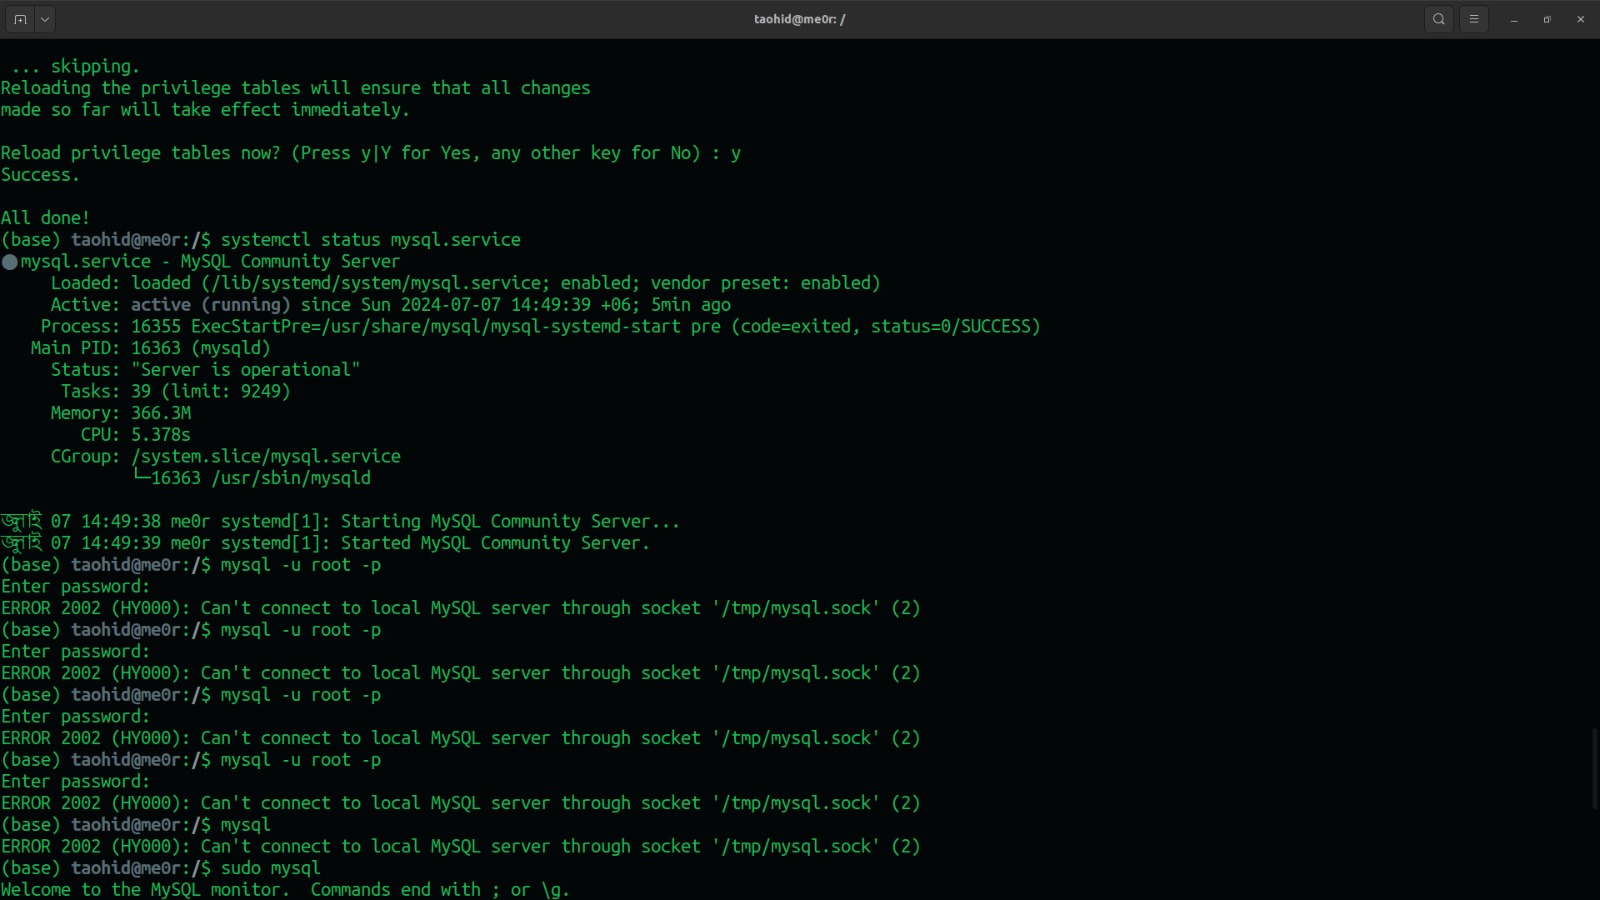 taohid@me0r: /
... skipping.
Reloading the privilege tables will ensure that all changes
made so far will take effect immediately.
Reload privilege tables now? (Press y|Y for Yes, any other key for No) : y
Success.
All done!
(base) taohid@me0r:/$ systemctl status mysql.service
●mysql.service - MySQL Community Server
Loaded: loaded (/lib/systemd/system/mysql.service; enabled; vendor preset: enabled)
Active: active (running) since Sun 2024-07-07 14:49:39 +06; 5min ago
Process: 16355 ExecStartPre=/usr/share/mysql/mysql-systemd-start pre (code=exited, status=0/SUCCESS)
Main PID: 16363 (mysqld)
Status: "Server is operational"
Tasks: 39 (limit: 9249)
Memory: 366.3M
CPU: 5.378s
CGroup: /system.slice/mysql.service
└─16363 /usr/sbin/mysqld
জুলাই 07 14:49:38 me0r systemd[1]: Starting MySQL Community Server...
জুলাই 07 14:49:39 me0r systemd[1]: Started MySQL Community Server.
(base) taohid@me0r:/$ mysql -u root -p
Enter password:
ERROR 2002 (HY000): Can't connect to local MySQL server through socket '/tmp/mysql.sock' (2)
(base) taohid@me0r:/$ mysql -u root -p
Enter password:
ERROR 2002 (HY000): Can't connect to local MySQL server through socket '/tmp/mysql.sock' (2)
(base) taohid@me0r:/$ mysql -u root -p
Enter password:
ERROR 2002 (HY000): Can't connect to local MySQL server through socket '/tmp/mysql.sock' (2)
(base) taohid@me0r:/$ mysql -u root -p
Enter password:
ERROR 2002 (HY000): Can't connect to local MySQL server through socket '/tmp/mysql.sock' (2)
(base) taohid@me0r:/$ mysql
ERROR 2002 (HY000): Can't connect to local MySQL server through socket '/tmp/mysql.sock' (2)
(base) taohid@me0r:/$ sudo mysql
Welcome to the MySQL monitor.  Commands end with ; or \g.